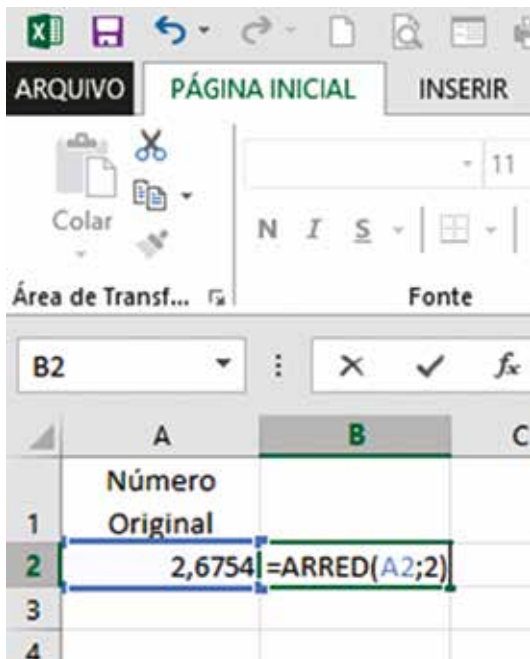 ARQUIVO PÁGINA INICIAL INSERIR
11
Colar
N I S
Área de Transf... Fonte
B2 fx
A B C
1 Número Original
2 2,6754 =ARRED(A2;2)
3
4